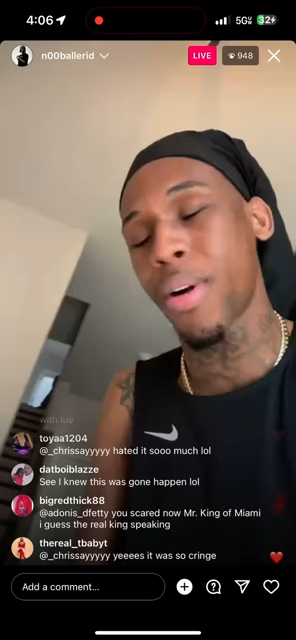 4:06
5G
32
n00ballerid
LIVE
948
with lue
toyaa1204
@_chrissayyyyy hated it sooo much lol
datboiblazze
See I knew this was gone happen lol
bigredthick88
@adonis_dfetty you scared now Mr. King of Miami
i guess the real king speaking
thereal_tbabyt
@_chrissayyyyy yeeees it was so cringe
Add a comment...